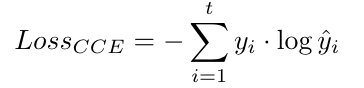 Loss_{CCE} = -\sum_{i=1}^{t} y_i \cdot \log \hat{y}_i